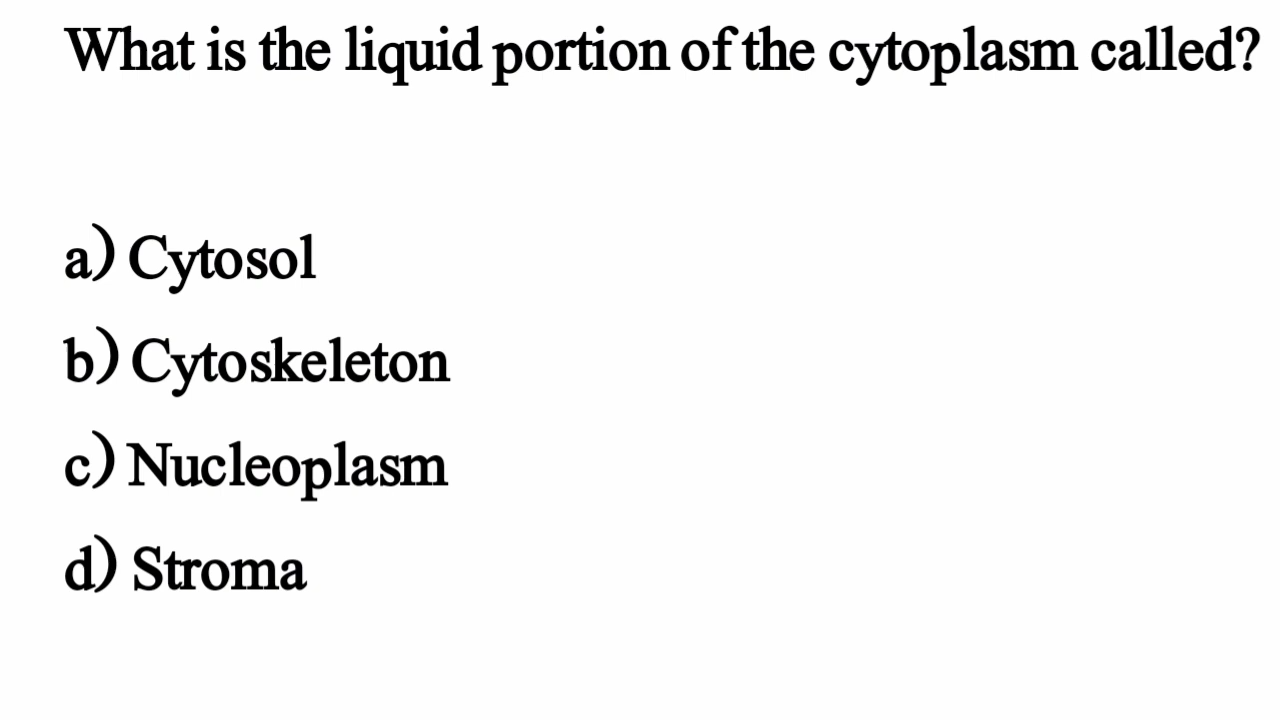 What is the liquid portion of the cytoplasm called?
a) Cytosol
b) Cytoskeleton
c) Nucleoplasm
d) Stroma